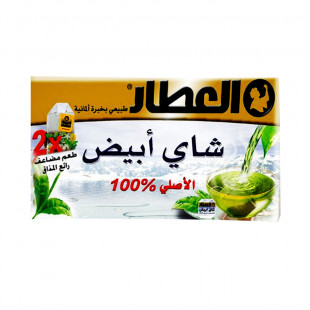 العطار®
طبيعي بخبرة ألمانية
2x
طعم مضاعف
رائع المذاق
شاي أبيض
الأصلي 100%